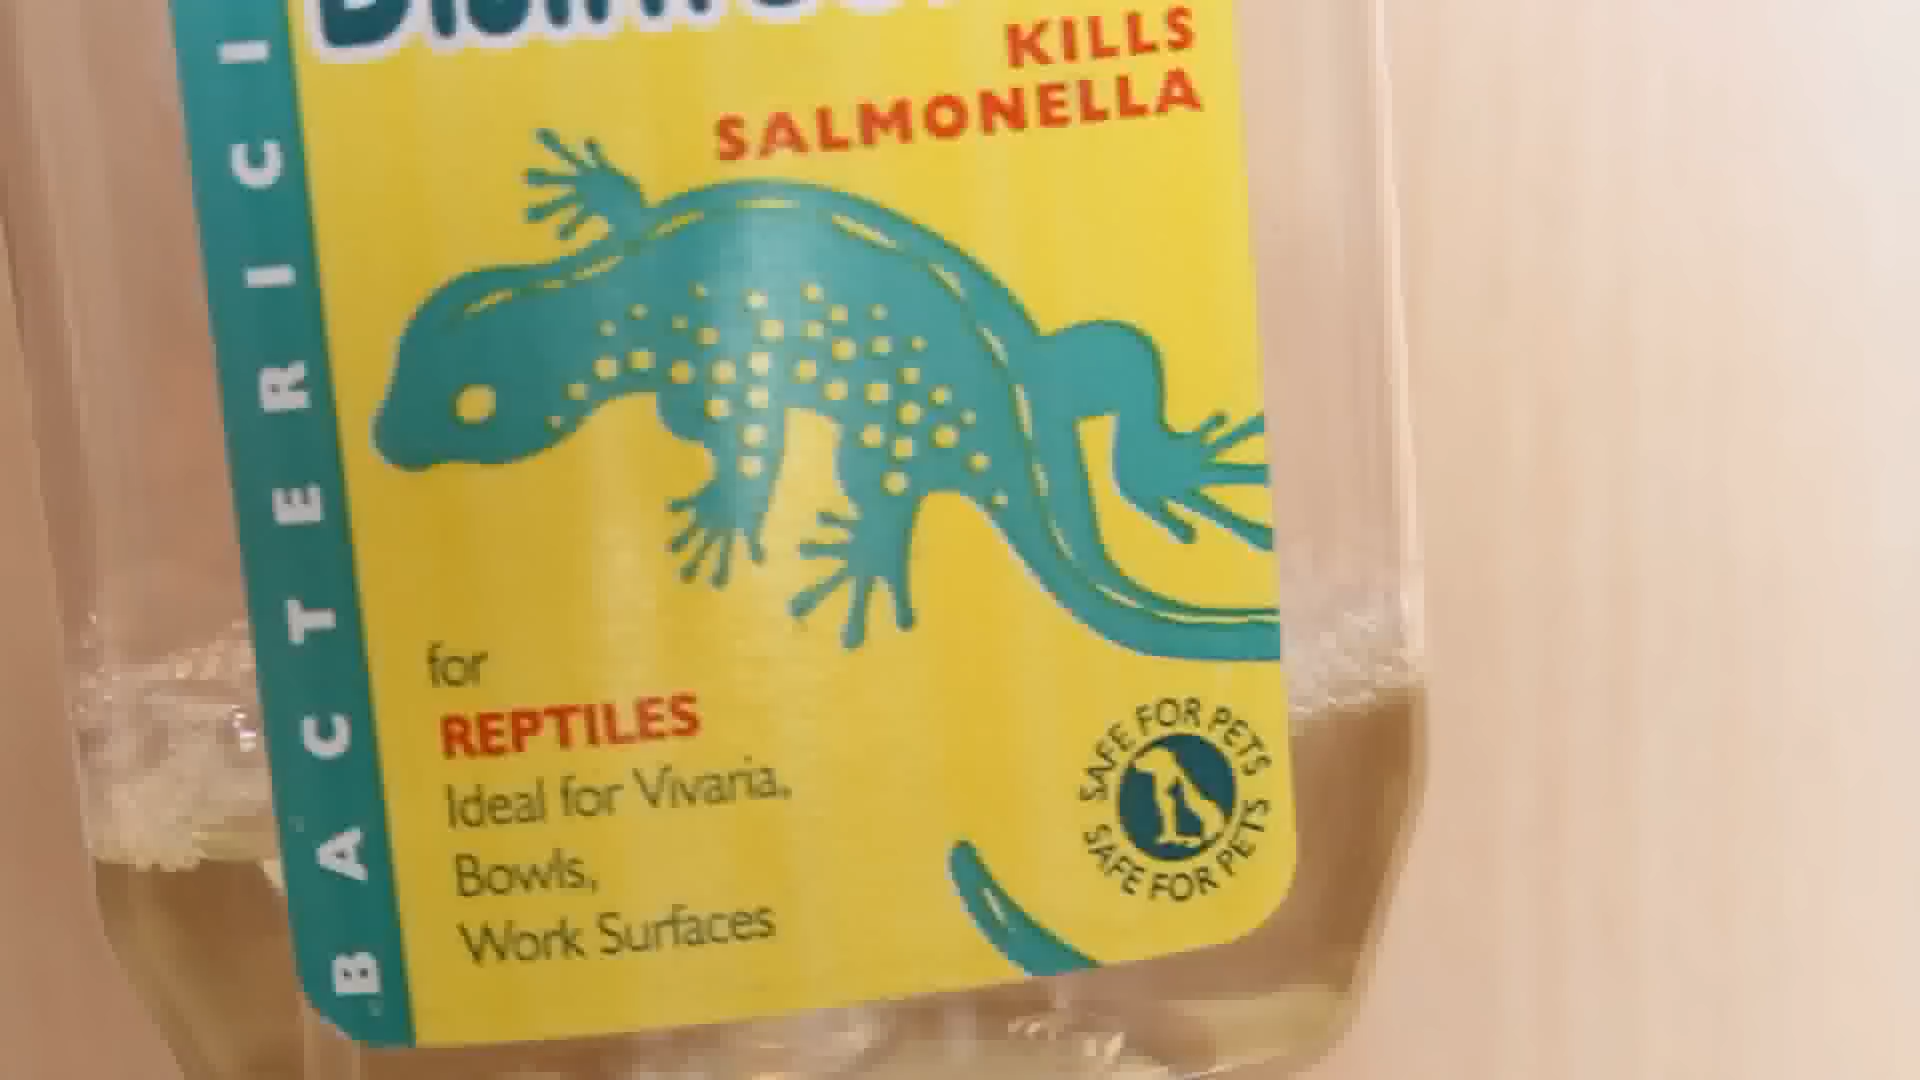 KILLS
SALMONELLA
BACTERICI
for
REPTILES
Ideal for Vivaria,
Bowls,
Work Surfaces
SAFE FOR PETS
SAFE FOR PETS